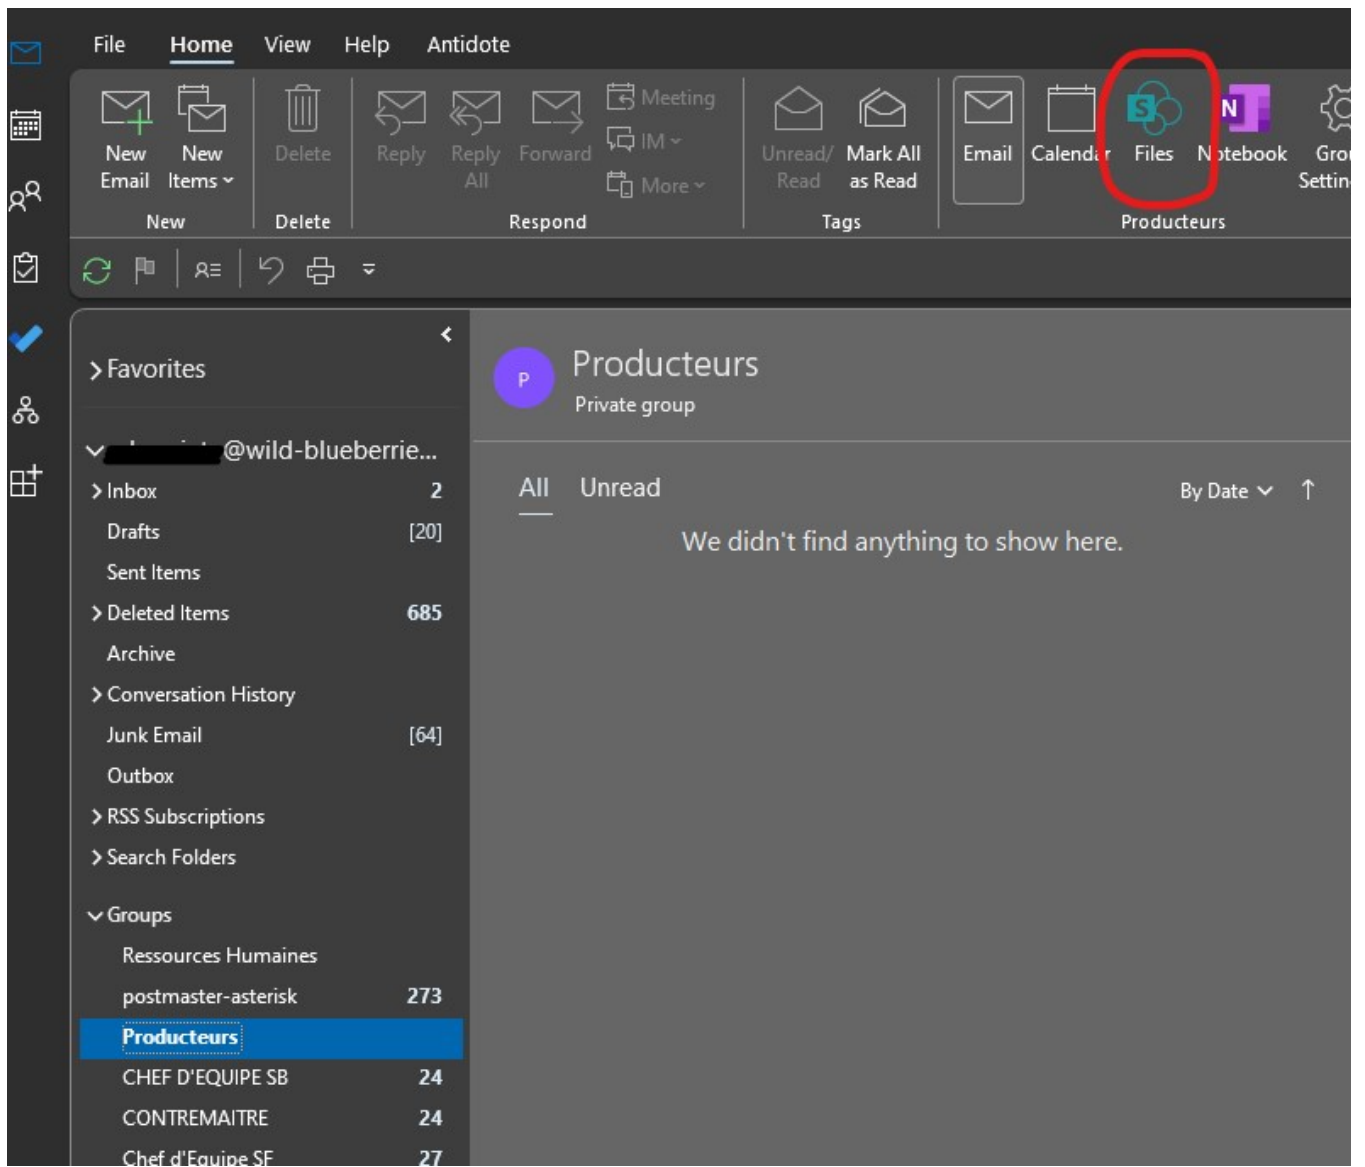 File Home View Help Antidote
New Email
New Items
Delete
Reply
Reply All
Forward
Meeting
IM
More
Unread/ Read
Mark All as Read
Email
Calendar
Files
Notebook
New
Delete
Respond
Tags
Producteurs
Favorites
@wild-blueberrie...
Inbox 2
Drafts [20]
Sent Items
Deleted Items 685
Archive
Conversation History
Junk Email [64]
Outbox
RSS Subscriptions
Search Folders
Groups
Ressources Humaines
postmaster-asterisk 273
Producteurs
CHEF D'EQUIPE SB 24
CONTREMAITRE 24
Chef d'Equipe SF 27
P
Producteurs
Private group
All Unread
By Date
We didn't find anything to show here.